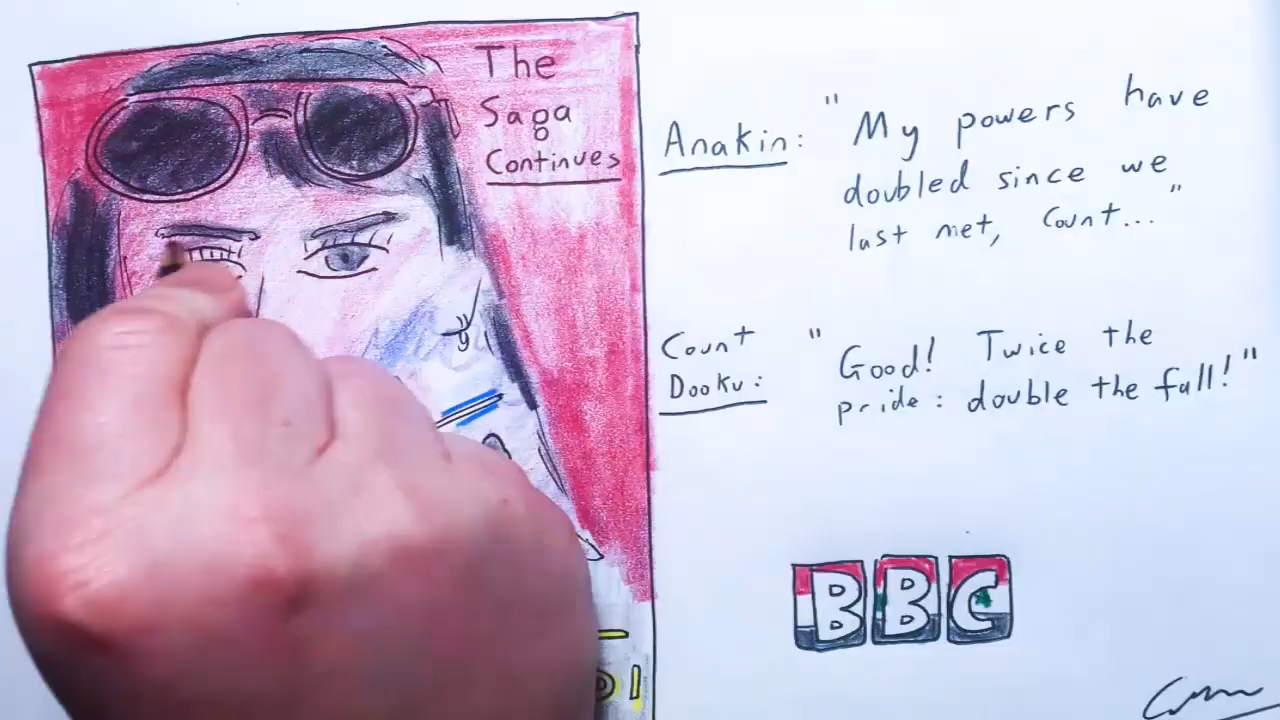 The
Saga
Continues
Anakin: "My powers have
doubled since we
last met, Count..."
Count
Dooku:
"Good! Twice the
pride: double the fall!"
BBC